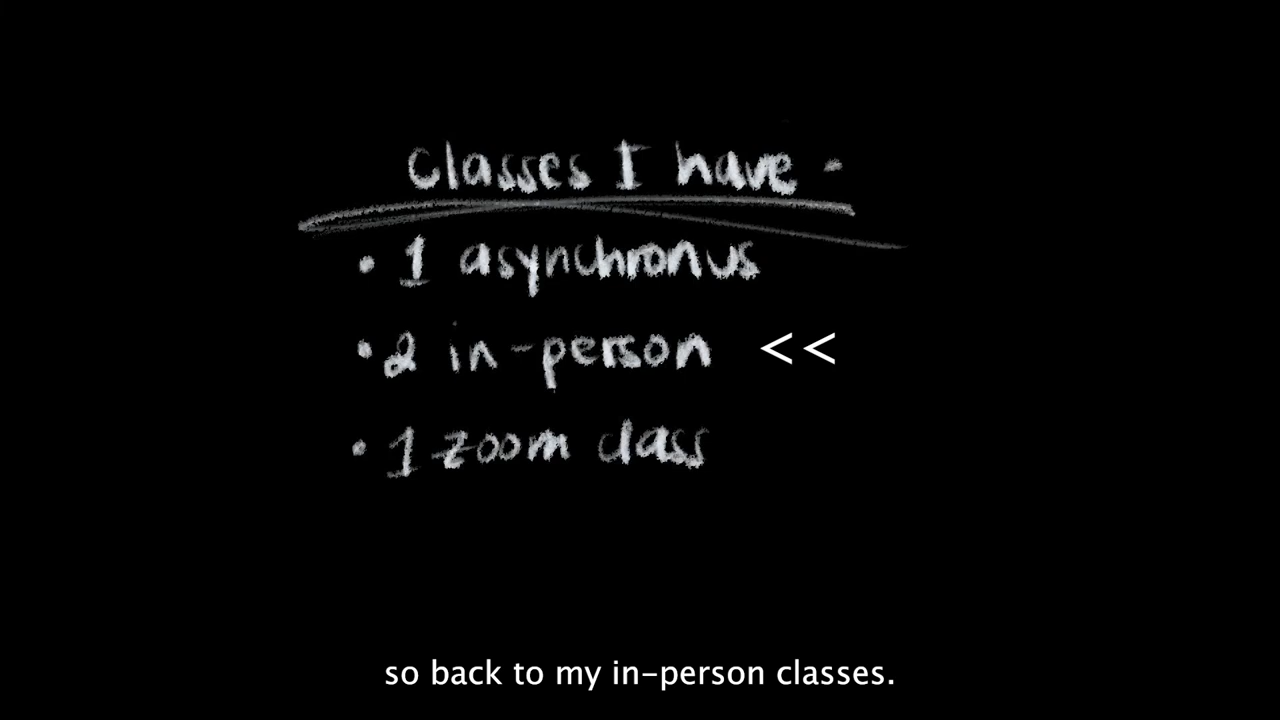 classes I have -
• 1 asynchronus
• 2 in-person <<
• 1 zoom class
so back to my in-person classes.